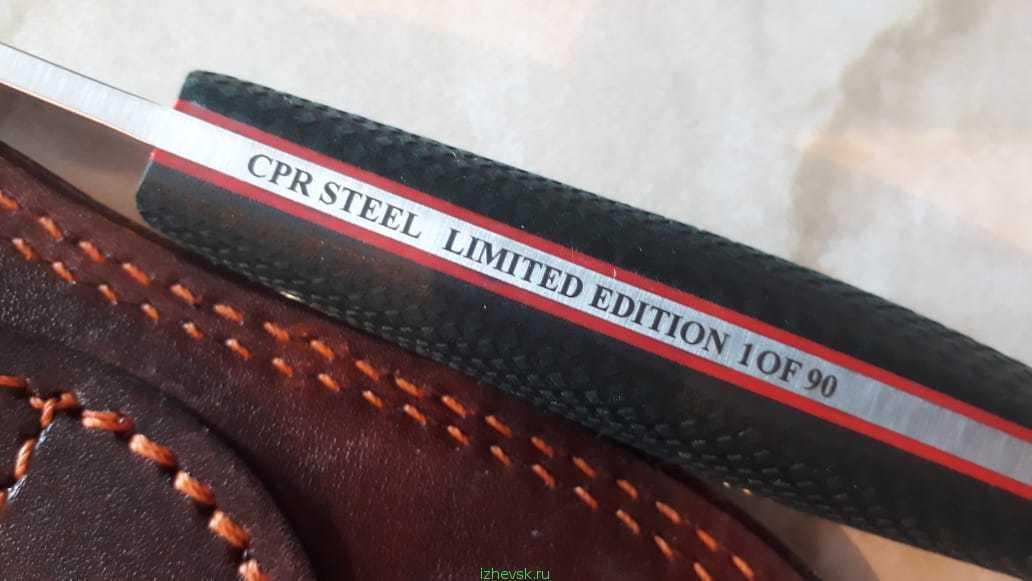 CPR STEEL LIMITED EDITION 1OF 90
izhevsk.ru